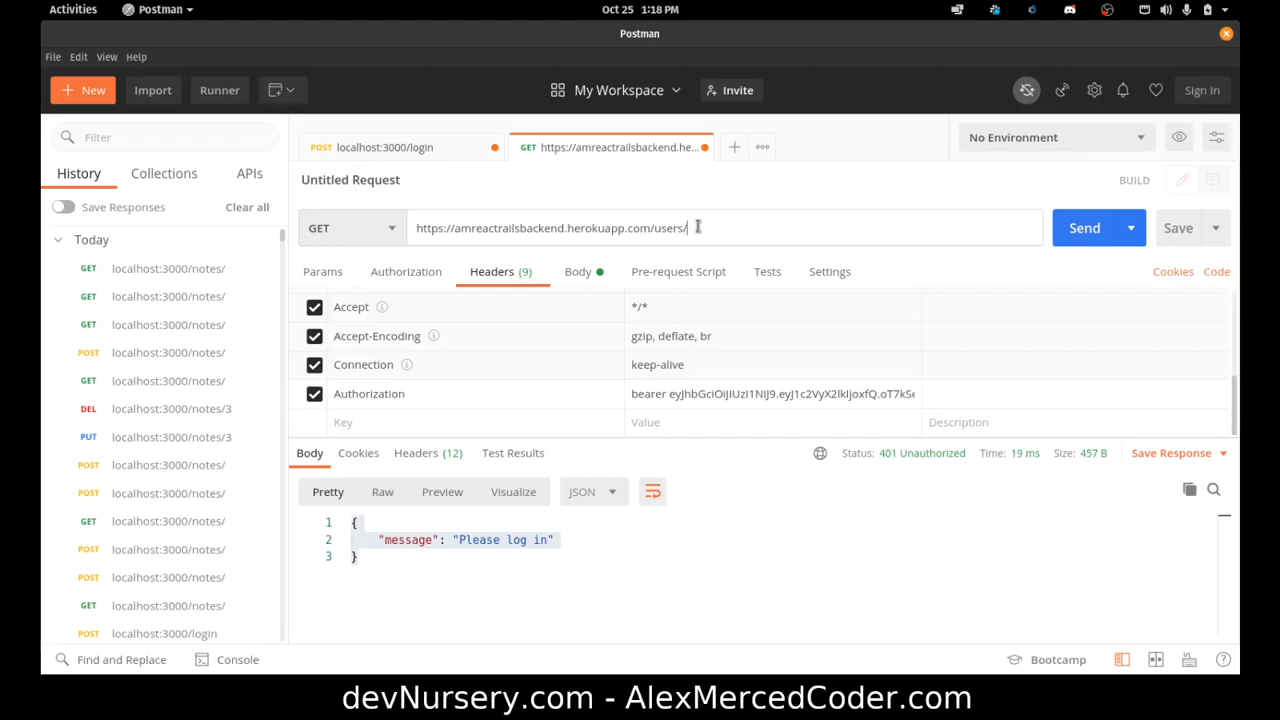 Activities
Postman
Oct 25 1:18 PM
Postman
File Edit View Help
New
Import
Runner
My Workspace
Invite
Sign In
Filter
POST localhost:3000/login
GET https://amreactrailsbackend.he...
No Environment
History
Collections
APIs
Untitled Request
BUILD
Save Responses
Clear all
GET
https://amreactrailsbackend.herokuapp.com/users/
Send
Save
Today
GET localhost:3000/notes/
GET localhost:3000/notes/
GET localhost:3000/notes/
POST localhost:3000/notes/
GET localhost:3000/notes/
DEL localhost:3000/notes/3
PUT localhost:3000/notes/3
POST localhost:3000/notes/
POST localhost:3000/notes/
GET localhost:3000/notes/
POST localhost:3000/notes/
POST localhost:3000/notes/
GET localhost:3000/notes/
POST localhost:3000/login
Params
Authorization
Headers (9)
Body
Pre-request Script
Tests
Settings
Cookies
Code
Accept */*
Accept-Encoding gzip, deflate, br
Connection keep-alive
Authorization bearer eyJhbGciOiJIUzI1NiJ9.eyJ1c2VyX2lkIjoxfQ.oT7kSe
Key Value Description
Body
Cookies
Headers (12)
Test Results
Status: 401 Unauthorized
Time: 19 ms
Size: 457 B
Save Response
Pretty
Raw
Preview
Visualize
JSON
1 {
2 "message": "Please log in"
3 }
Find and Replace
Console
Bootcamp
devNursery.com - AlexMercedCoder.com